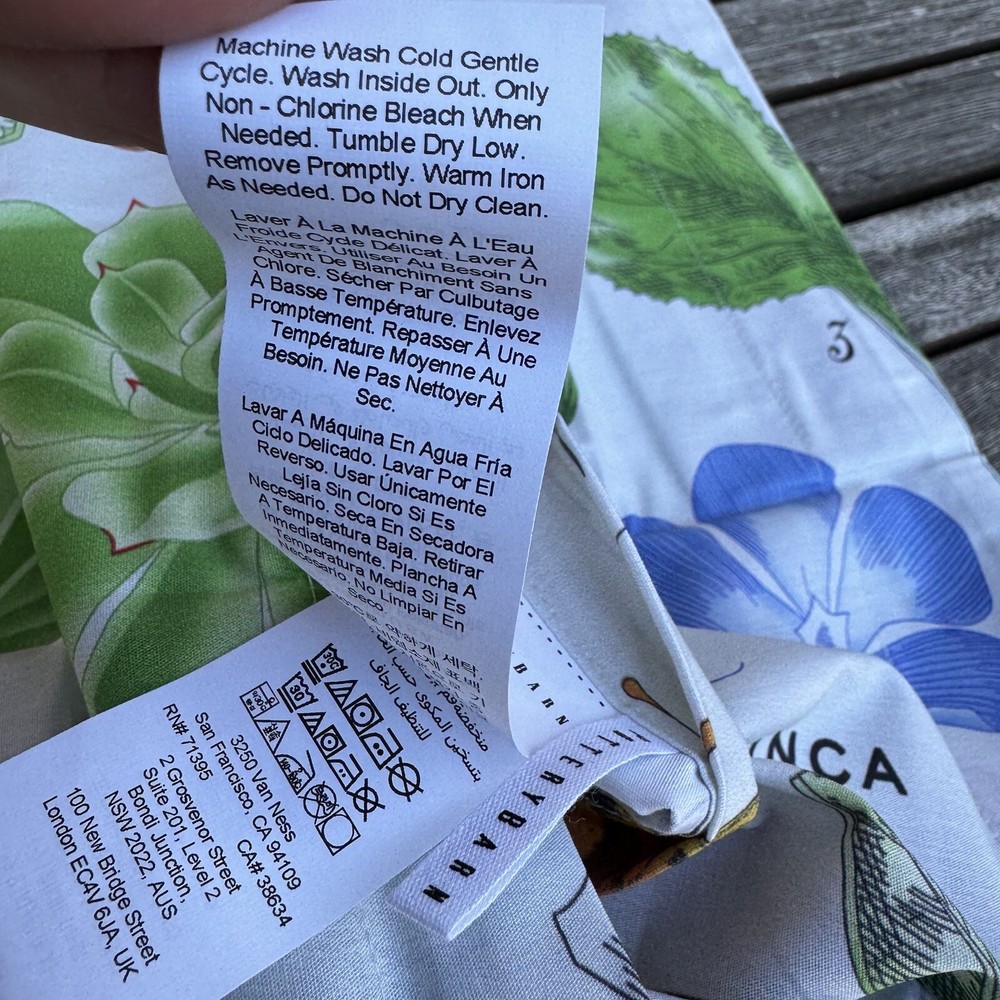 Machine Wash Cold Gentle
Cycle. Wash Inside Out. Only
Non - Chlorine Bleach When
Needed. Tumble Dry Low.
Remove Promptly. Warm Iron
As Needed. Do Not Dry Clean.
Laver À La Machine À L'Eau
Froide Cycle Délicat. Laver À
L'Envers. Utiliser Au Besoin Un
Agent De Blanchiment Sans
Chlore. Sécher Par Culbutage
À Basse Température. Enlevez
Promptement. Repasser À Une
Température Moyenne Au
Besoin. Ne Pas Nettoyer À
Sec.
Lavar A Máquina En Agua Fría
Ciclo Delicado. Lavar Por El
Reverso. Usar Únicamente
Lejía Sin Cloro Si Es
Necesario. Seca En Secadora
A Temperatura Baja. Retirar
Inmediatamente. Plancha A
Temperatura Media Si Es
Necesario. No Limpiar En
Seco.
3250 Van Ness
San Francisco, CA 94109
RN# 71395 CA# 38634
2 Grosvenor Street
Suite 201, Level 2
Bondi Junction,
NSW 2022, AUS
100 New Bridge Street
London EC4V 6JA, UK
30C
30
BARN
TTERYBARN
3
NCA